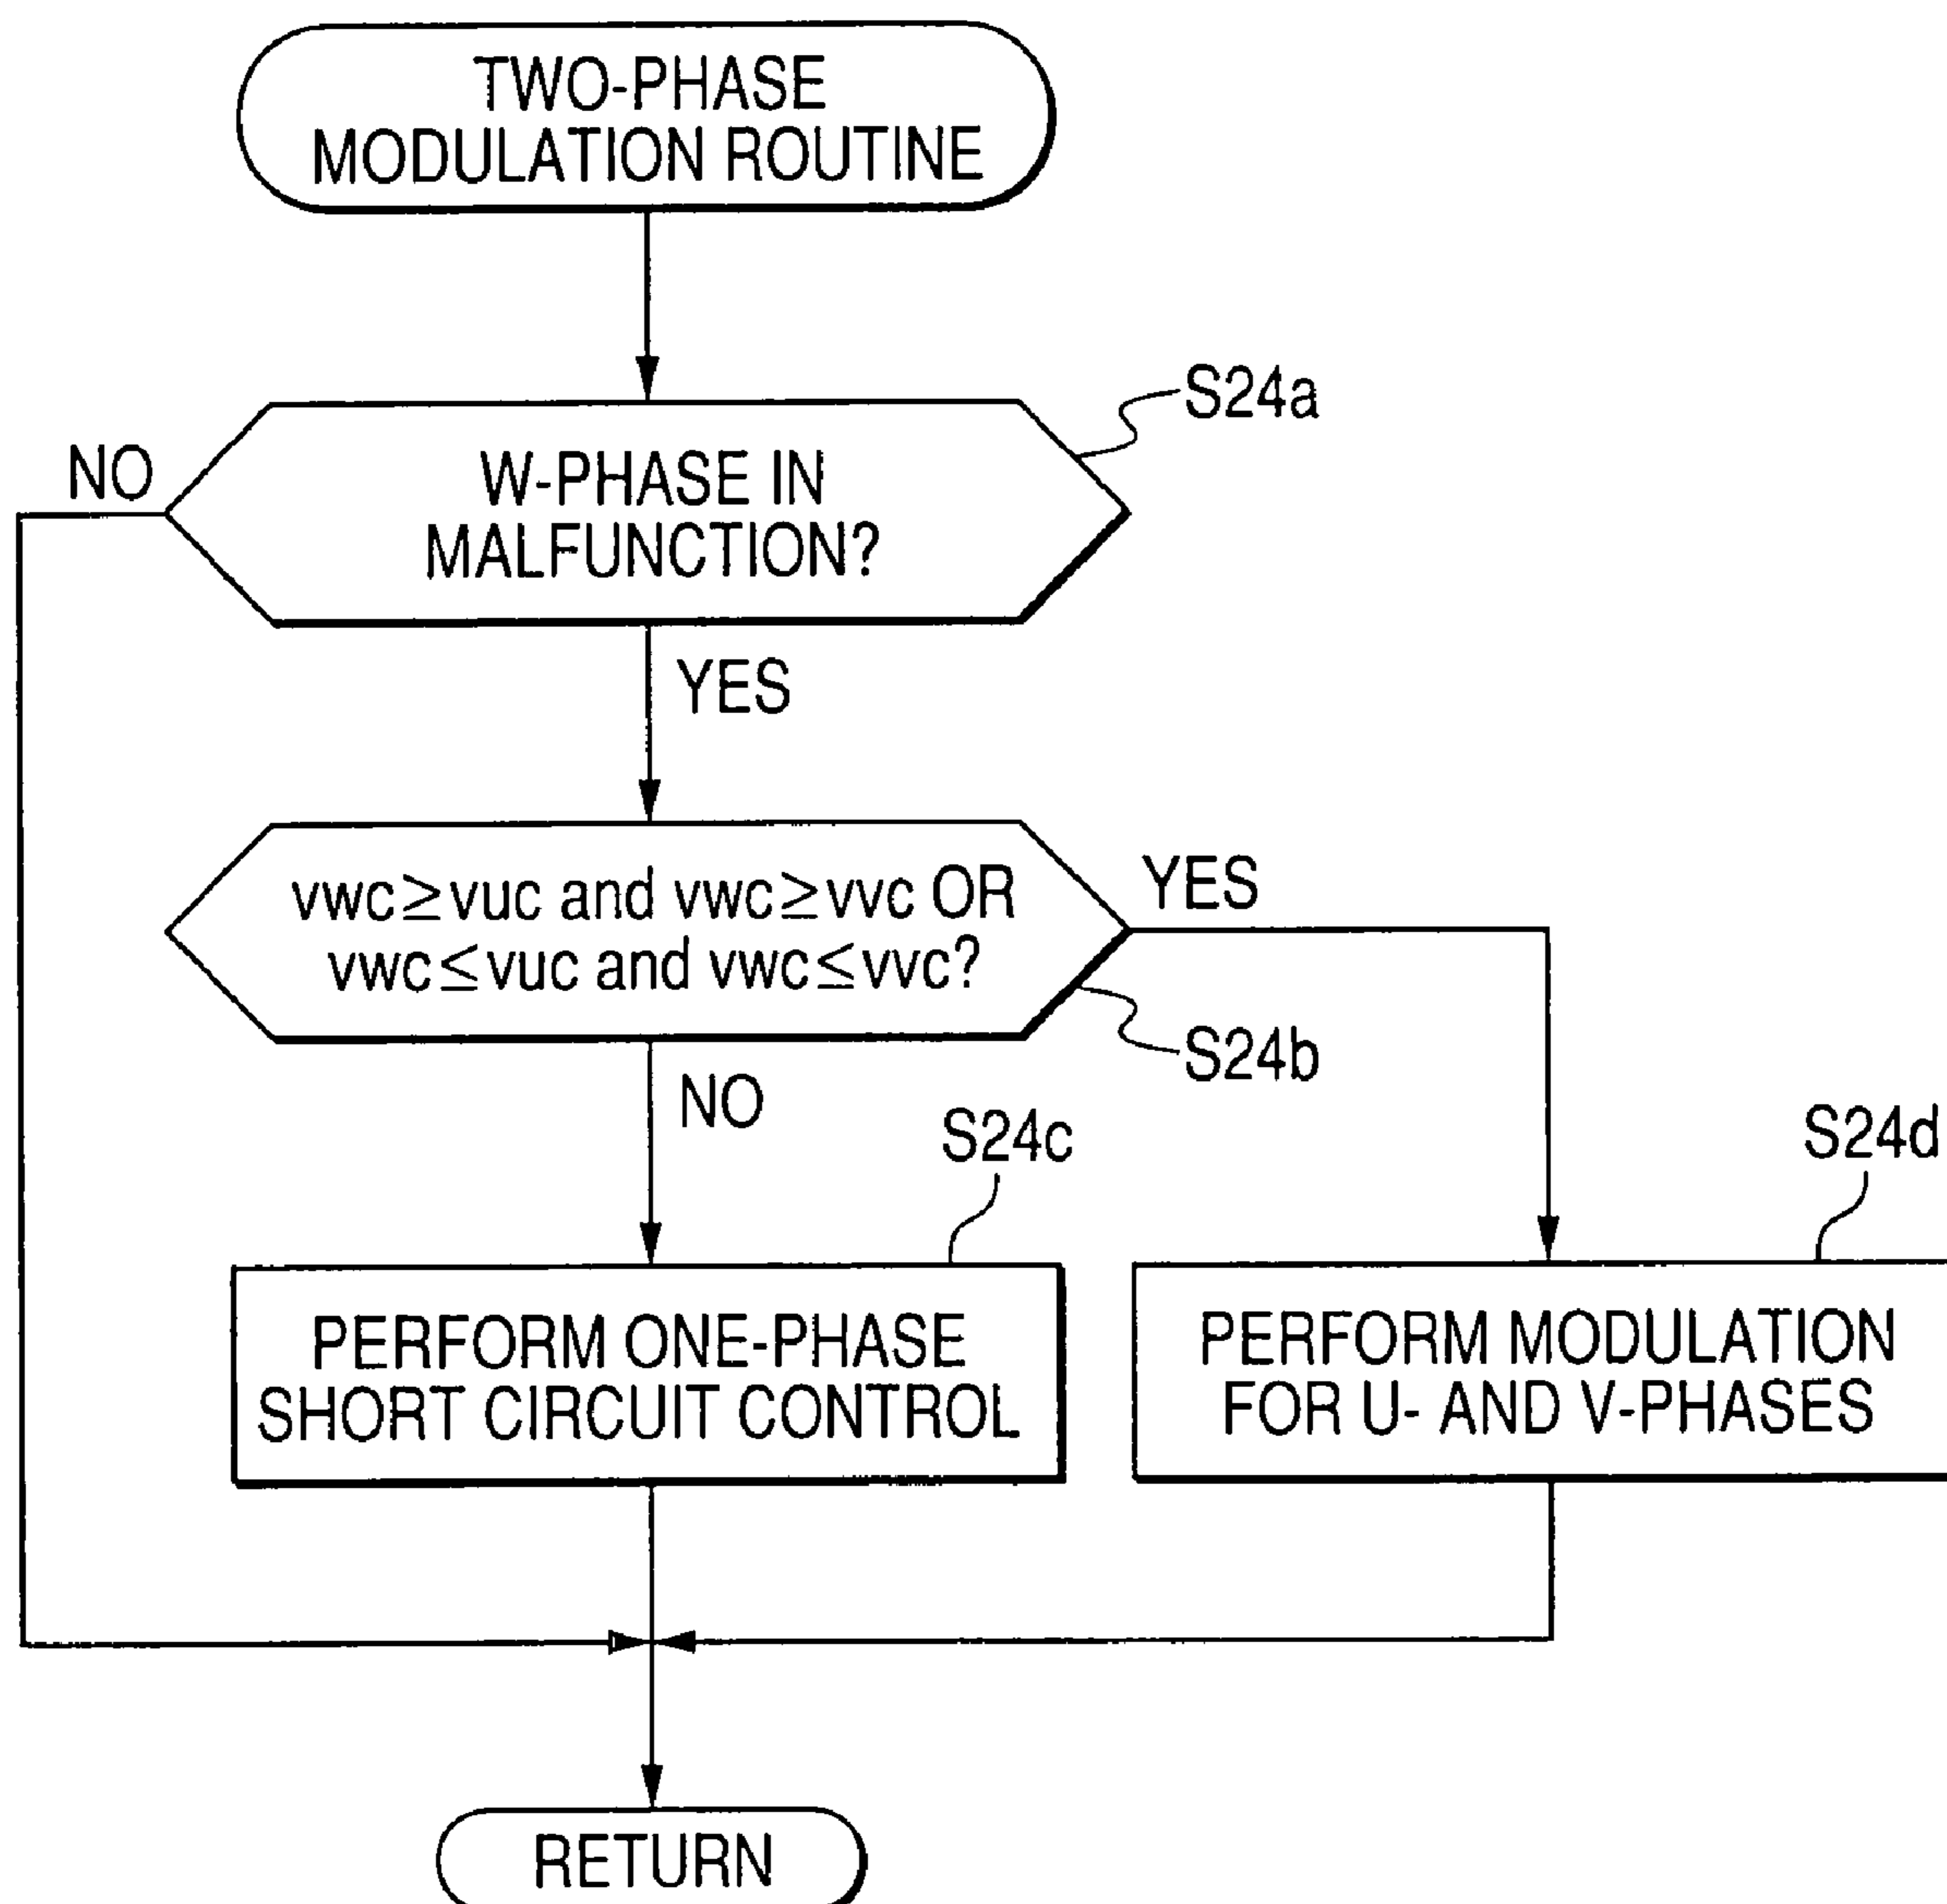 TWO-PHASE
MODULATION ROUTINE
S24a
NO
W-PHASE IN
MALFUNCTION?
YES
vwc≥vuc and vwc≥vvc OR
vwc≤vuc and vwc≤vvc?
YES
S24b
NO
S24c
S24d
PERFORM ONE-PHASE
SHORT CIRCUIT CONTROL
PERFORM MODULATION
FOR U- AND V-PHASES
RETURN